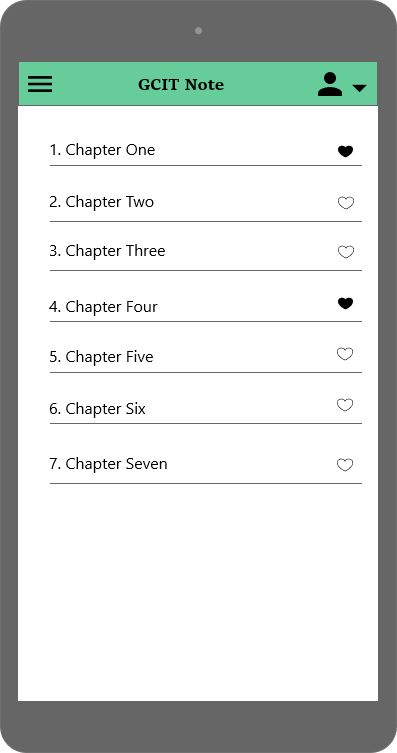 GCIT Note
1. Chapter One
2. Chapter Two
3. Chapter Three
4. Chapter Four
5. Chapter Five
6. Chapter Six
7. Chapter Seven